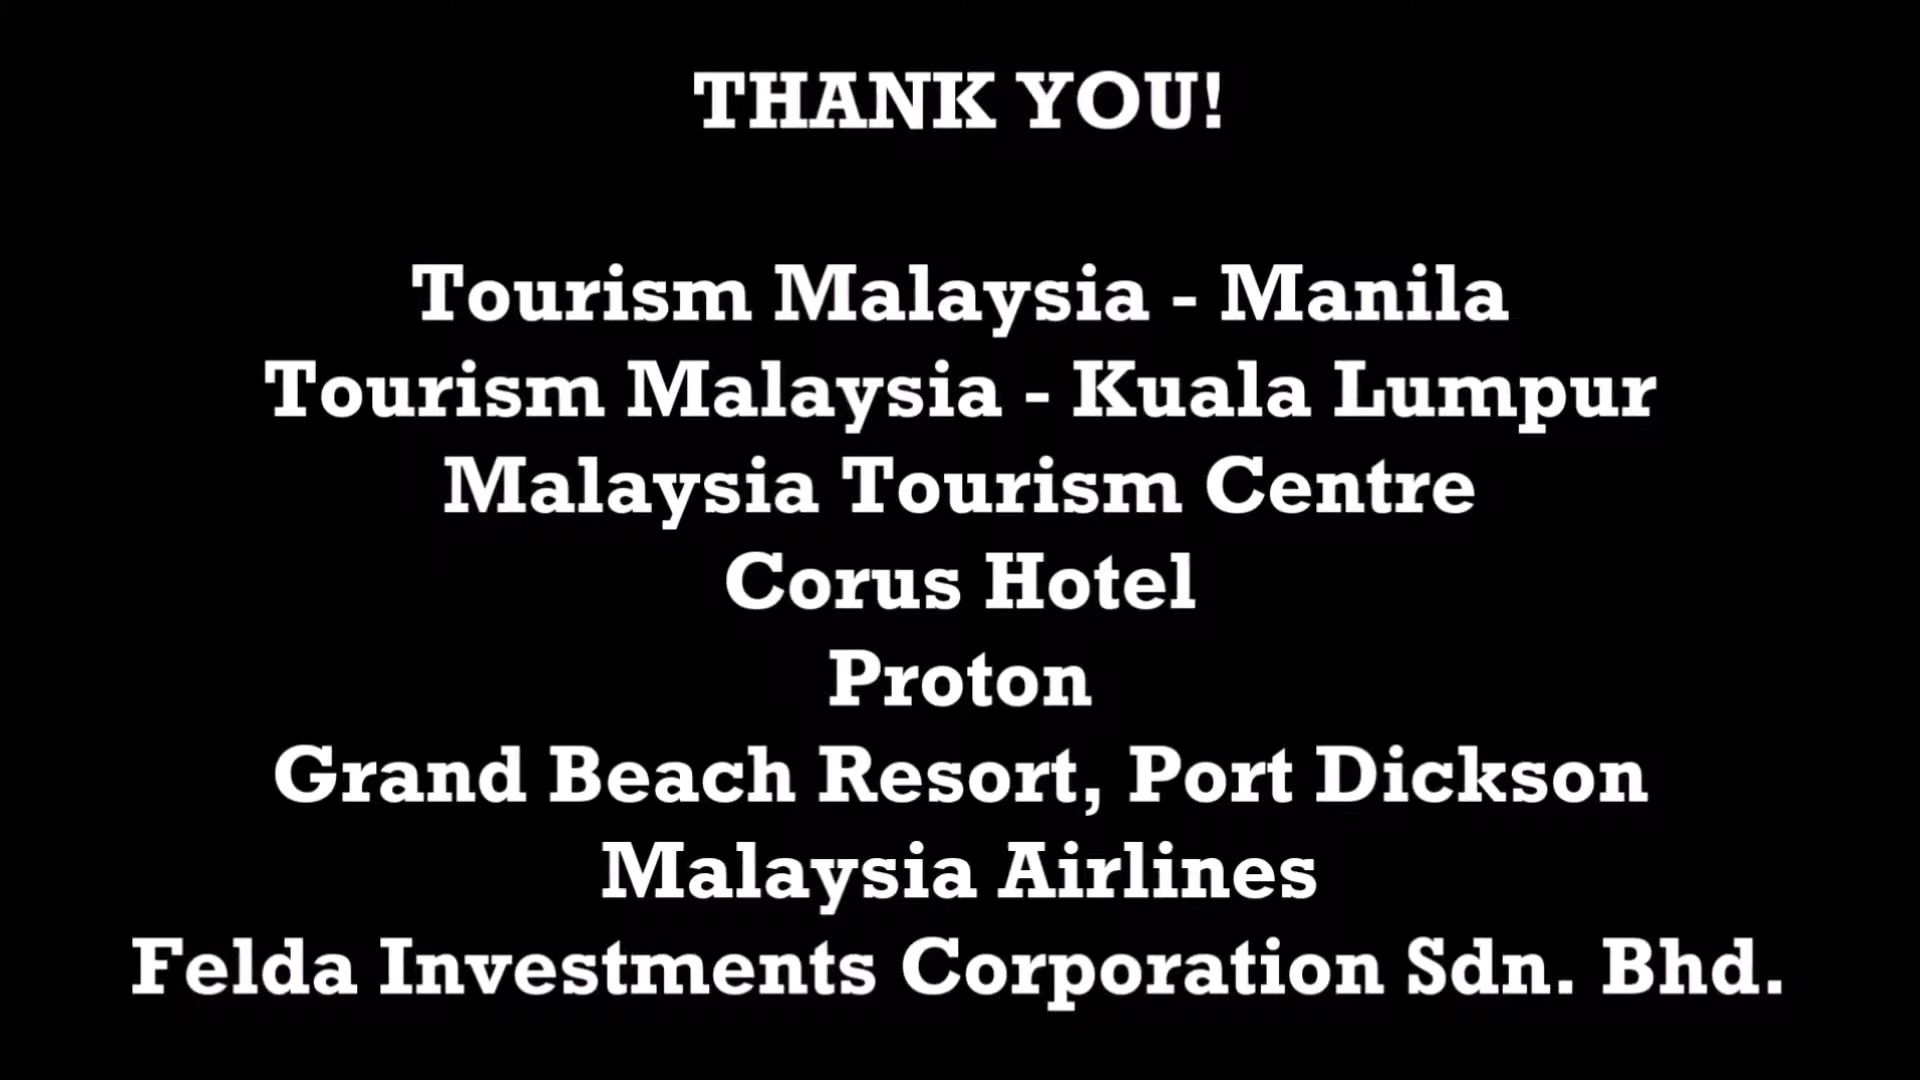 THANK YOU!
Tourism Malaysia - Manila
Tourism Malaysia - Kuala Lumpur
Malaysia Tourism Centre
Corus Hotel
Proton
Grand Beach Resort, Port Dickson
Malaysia Airlines
Felda Investments Corporation Sdn. Bhd.